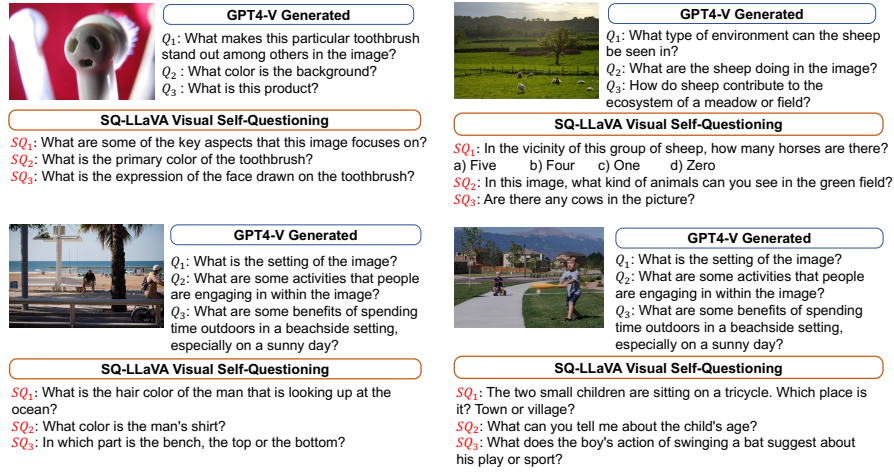 GPT4-V Generated
Q1: What makes this particular toothbrush
stand out among others in the image?
Q2: What color is the background?
Q3: What is this product?
SQ-LLaVA Visual Self-Questioning
SQ1: What are some of the key aspects that this image focuses on?
SQ2: What is the primary color of the toothbrush?
SQ3: What is the expression of the face drawn on the toothbrush?
GPT4-V Generated
Q1: What type of environment can the sheep
be seen in?
Q2: What are the sheep doing in the image?
Q3: How do sheep contribute to the
ecosystem of a meadow or field?
SQ-LLaVA Visual Self-Questioning
SQ1: In the vicinity of this group of sheep, how many horses are there?
a) Five b) Four c) One d) Zero
SQ2: In this image, what kind of animals can you see in the green field?
SQ3: Are there any cows in the picture?
GPT4-V Generated
Q1: What is the setting of the image?
Q2: What are some activities that people
are engaging in within the image?
Q3: What are some benefits of spending
time outdoors in a beachside setting,
especially on a sunny day?
SQ-LLaVA Visual Self-Questioning
SQ1: What is the hair color of the man that is looking up at the
ocean?
SQ2: What color is the man's shirt?
SQ3: In which part is the bench, the top or the bottom?
GPT4-V Generated
Q1: What is the setting of the image?
Q2: What are some activities that people
are engaging in within the image?
Q3: What are some benefits of spending
time outdoors in a beachside setting,
especially on a sunny day?
SQ-LLaVA Visual Self-Questioning
SQ1: The two small children are sitting on a tricycle. Which place is
it? Town or village?
SQ2: What can you tell me about the child's age?
SQ3: What does the boy's action of swinging a bat suggest about
his play or sport?